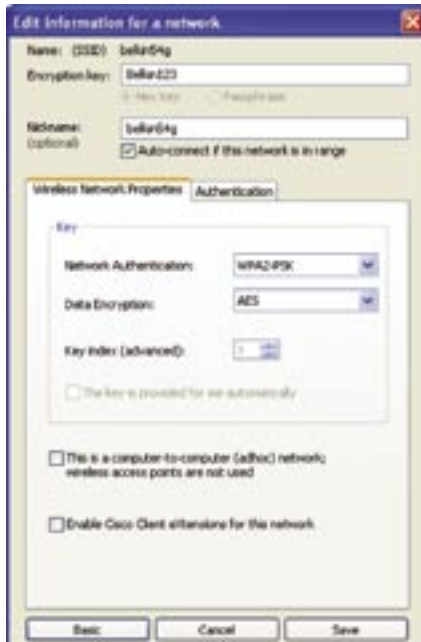 Edit information for a network
Name: (SSID) belkin54g
Encryption key: Belkin123
Hex Key Passphrase
Nickname: belkin54g
(optional)
Auto-connect if this network is in range
Wireless Network Properties Authentication
Key
Network Authentication: WPA2-PSK
Data Encryption: AES
Key index (advanced): 1
The key is provided for me automatically
This is a computer-to-computer (adhoc) network;
wireless access points are not used
Enable Cisco Client eXtensions for this network
Basic Cancel Save